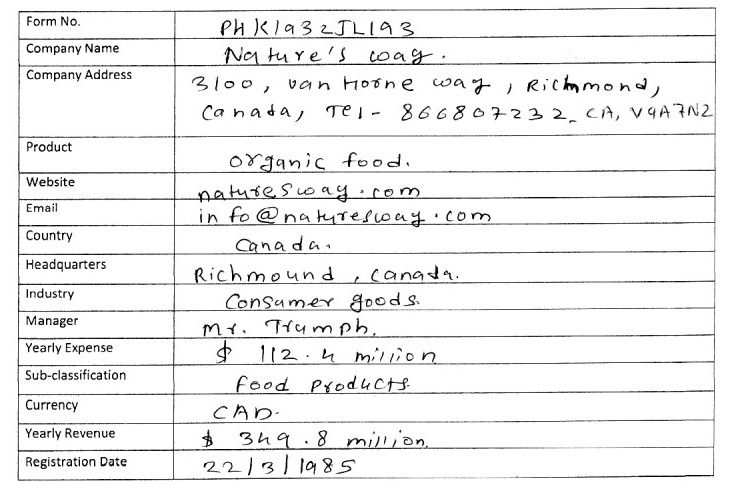 Form No. PHK1932JL193
Company Name Nature's way.
Company Address 3100, van Horne way, Richmond,
Canada, Tel- 866807232_ CA, V9A7N2
Product organic food.
Website naturesway.com
Email info@naturesway.com
Country Canada.
Headquarters Richmound, canada.
Industry Consumer goods.
Manager Mr. Trumph.
Yearly Expense $ 112.4 million
Sub-classification Food Products.
Currency CAD.
Yearly Revenue $ 349.8 million.
Registration Date 22/3/1985